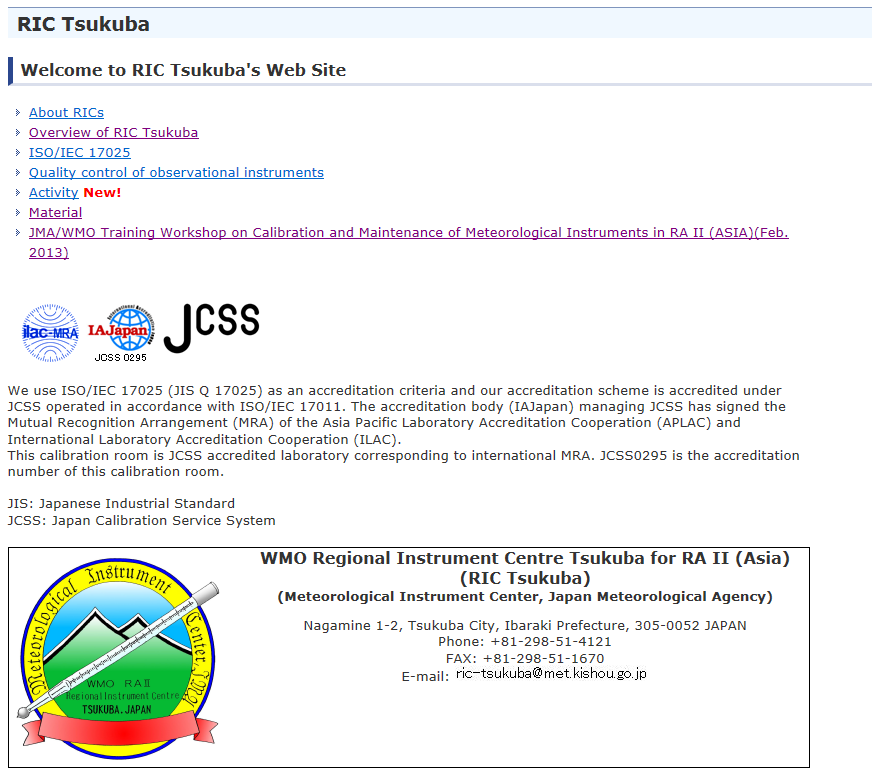 RIC Tsukuba
Welcome to RIC Tsukuba's Web Site
About RICs
Overview of RIC Tsukuba
ISO/IEC 17025
Quality control of observational instruments
Activity New!
Material
JMA/WMO Training Workshop on Calibration and Maintenance of Meteorological Instruments in RA II (ASIA)(Feb.
2013)
ilac-MRA
International Accreditation Japan
IAJapan
JCSS 0295
JCSS
We use ISO/IEC 17025 (JIS Q 17025) as an accreditation criteria and our accreditation scheme is accredited under
JCSS operated in accordance with ISO/IEC 17011. The accreditation body (IAJapan) managing JCSS has signed the
Mutual Recognition Arrangement (MRA) of the Asia Pacific Laboratory Accreditation Cooperation (APLAC) and
International Laboratory Accreditation Cooperation (ILAC).
This calibration room is JCSS accredited laboratory corresponding to international MRA. JCSS0295 is the accreditation
number of this calibration room.
JIS: Japanese Industrial Standard
JCSS: Japan Calibration Service System
Meteorological Instrument Center, JMA
WMO RAⅡ
Regional Instrument Centre
TSUKUBA, JAPAN
WMO Regional Instrument Centre Tsukuba for RA II (Asia)
(RIC Tsukuba)
(Meteorological Instrument Center, Japan Meteorological Agency)
Nagamine 1-2, Tsukuba City, Ibaraki Prefecture, 305-0052 JAPAN
Phone: +81-298-51-4121
FAX: +81-298-51-1670
E-mail: ric-tsukuba@met.kishou.go.jp